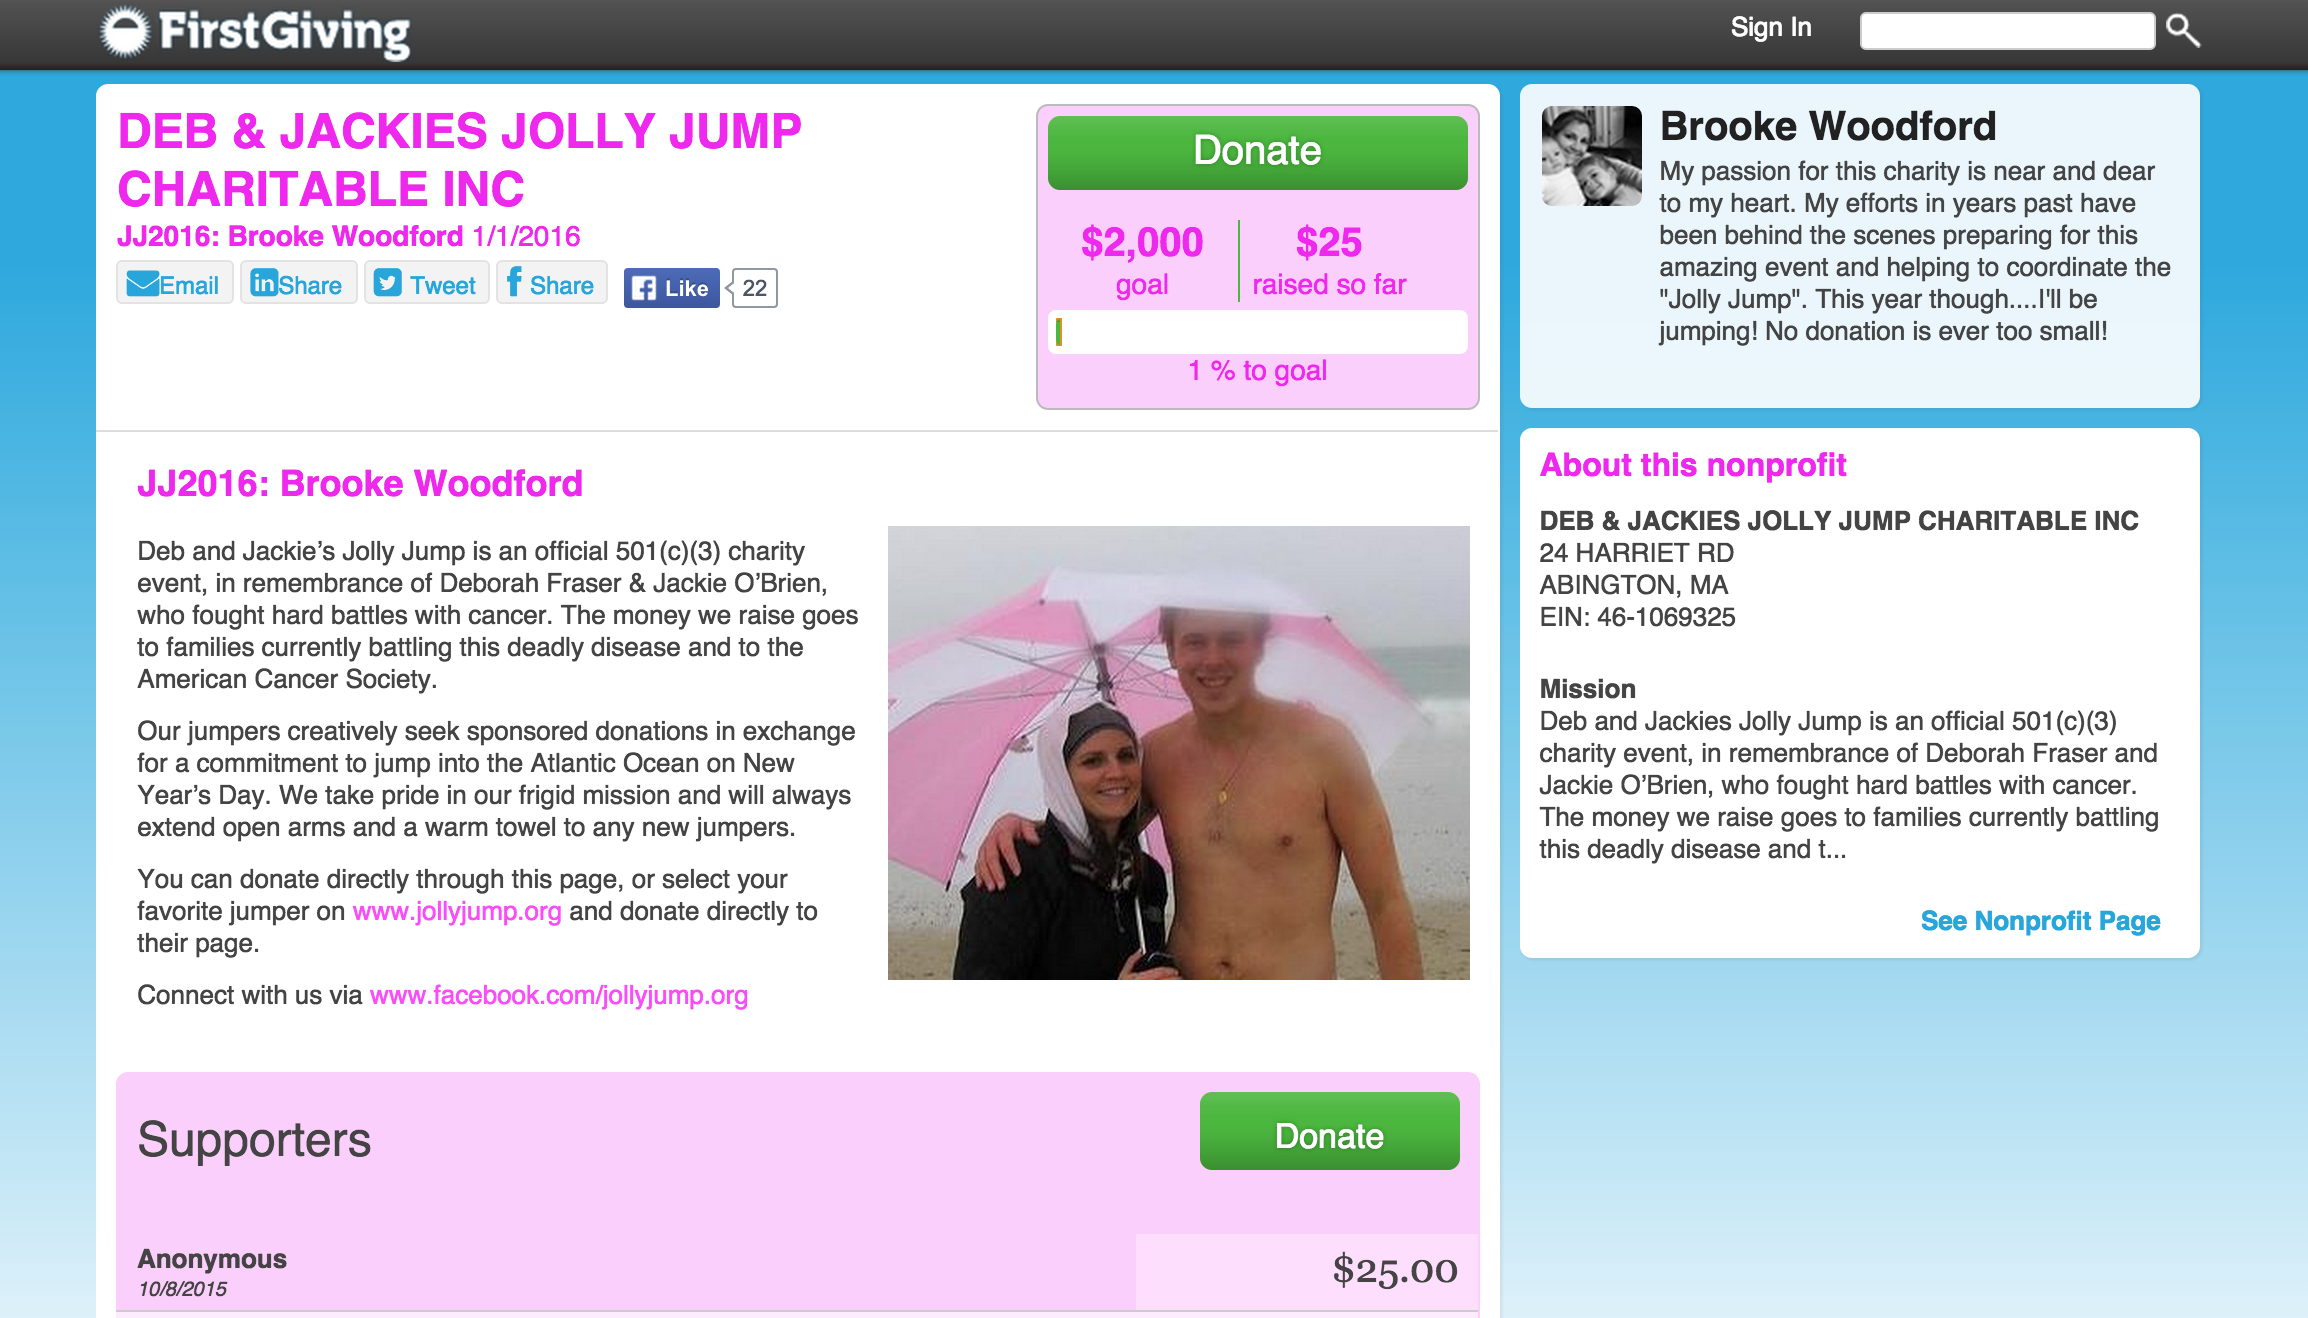 FirstGiving
Sign In
DEB & JACKIES JOLLY JUMP
CHARITABLE INC
JJ2016: Brooke Woodford 1/1/2016
Email
in Share
Tweet
f Share
f Like
22
Donate
$2,000
goal
$25
raised so far
1 % to goal
Brooke Woodford
My passion for this charity is near and dear
to my heart. My efforts in years past have
been behind the scenes preparing for this
amazing event and helping to coordinate the
"Jolly Jump". This year though....I'll be
jumping! No donation is ever too small!
JJ2016: Brooke Woodford
Deb and Jackie’s Jolly Jump is an official 501(c)(3) charity
event, in remembrance of Deborah Fraser & Jackie O’Brien,
who fought hard battles with cancer. The money we raise goes
to families currently battling this deadly disease and to the
American Cancer Society.
Our jumpers creatively seek sponsored donations in exchange
for a commitment to jump into the Atlantic Ocean on New
Year’s Day. We take pride in our frigid mission and will always
extend open arms and a warm towel to any new jumpers.
You can donate directly through this page, or select your
favorite jumper on www.jollyjump.org and donate directly to
their page.
Connect with us via www.facebook.com/jollyjump.org
About this nonprofit
DEB & JACKIES JOLLY JUMP CHARITABLE INC
24 HARRIET RD
ABINGTON, MA
EIN: 46-1069325
Mission
Deb and Jackies Jolly Jump is an official 501(c)(3)
charity event, in remembrance of Deborah Fraser and
Jackie O’Brien, who fought hard battles with cancer.
The money we raise goes to families currently battling
this deadly disease and t...
See Nonprofit Page
Supporters
Donate
Anonymous
10/8/2015
$25.00